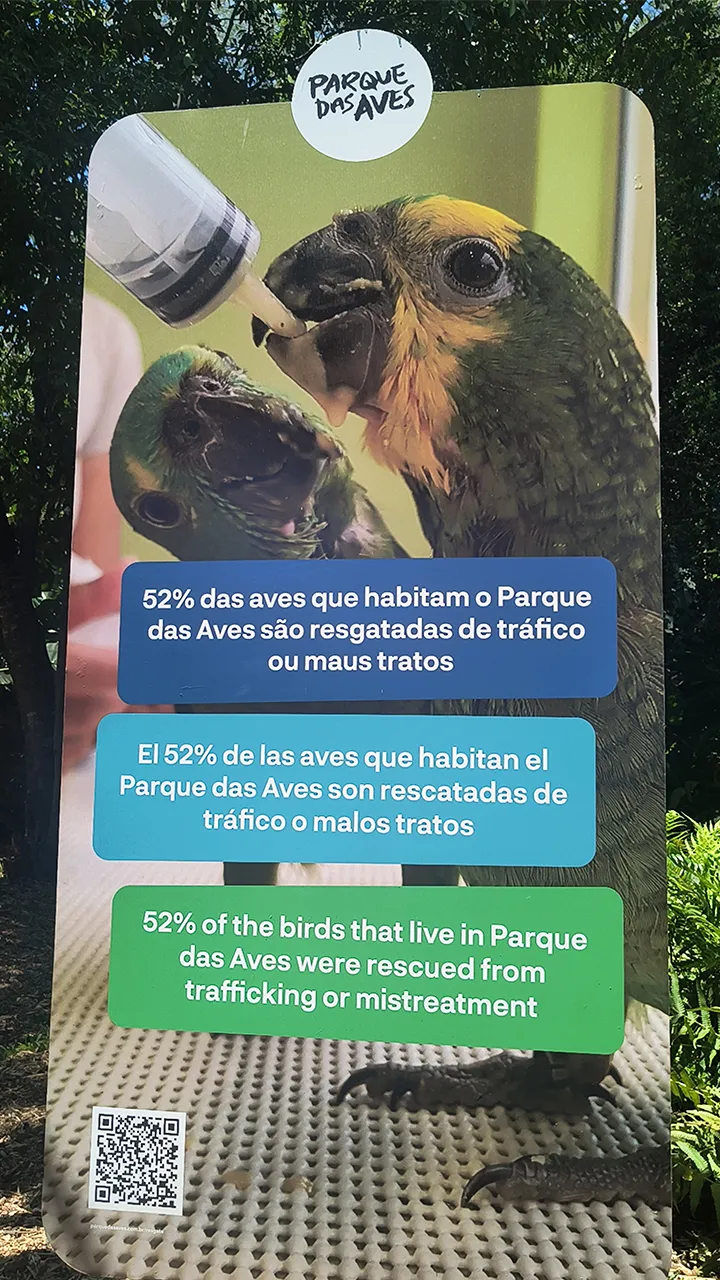 PARQUE
DAS AVES
52% das aves que habitam o Parque
das Aves são resgatadas de tráfico
ou maus tratos
El 52% de las aves que habitan el
Parque das Aves son rescatadas de
tráfico o malos tratos
52% of the birds that live in Parque
das Aves were rescued from
trafficking or mistreatment